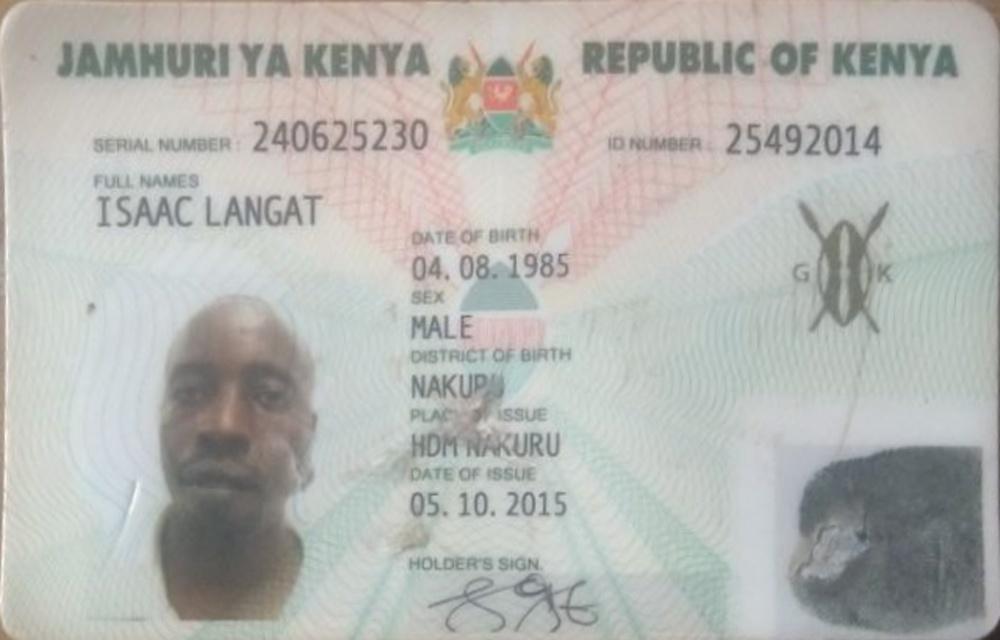 JAMHURI YA KENYA REPUBLIC OF KENYA
SERIAL NUMBER : 240625230 ID NUMBER : 25492014
FULL NAMES
ISAAC LANGAT
DATE OF BIRTH
04. 08. 1985
SEX
MALE
G K
DISTRICT OF BIRTH
NAKURU
PLACE OF ISSUE
HDM NAKURU
DATE OF ISSUE
05. 10. 2015
HOLDER'S SIGN.